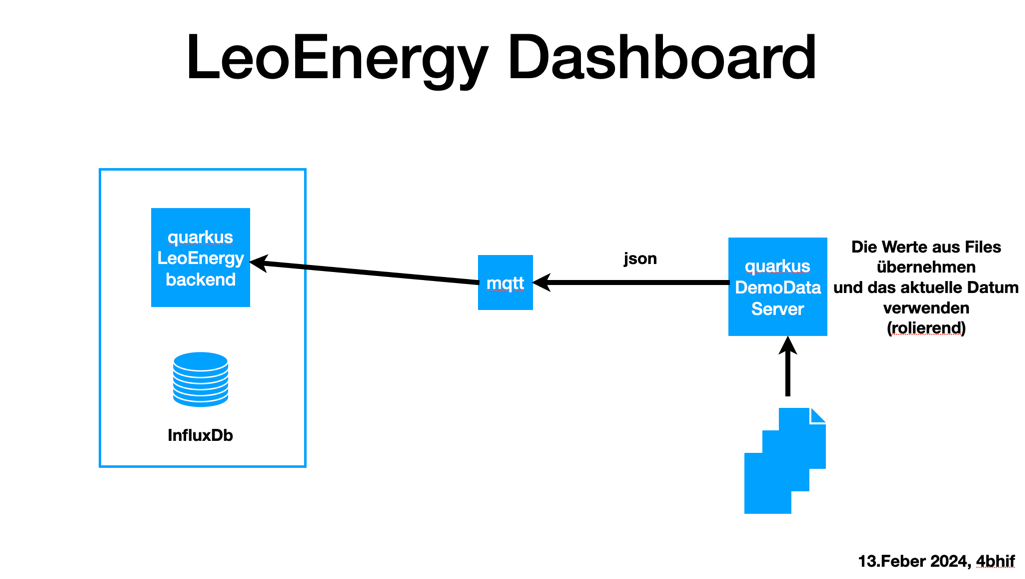 LeoEnergy Dashboard
quarkus
LeoEnergy
backend
InfluxDb
mqtt
json
quarkus
DemoData
Server
Die Werte aus Files
übernehmen
und das aktuelle Datum
verwenden
(rolierend)
13.Feber 2024, 4bhif